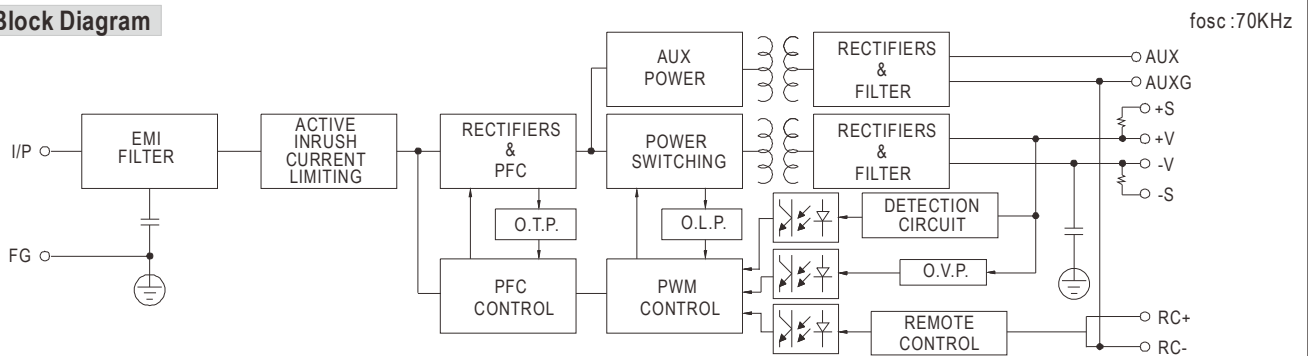 Block Diagram
fosc :70KHz
I/P
EMI
FILTER
FG
ACTIVE
INRUSH
CURRENT
LIMITING
RECTIFIERS
&
PFC
O.T.P.
PFC
CONTROL
AUX
POWER
POWER
SWITCHING
O.L.P.
PWM
CONTROL
RECTIFIERS
&
FILTER
RECTIFIERS
&
FILTER
DETECTION
CIRCUIT
O.V.P.
REMOTE
CONTROL
AUX
AUXG
+S
+V
-V
-S
RC+
RC-